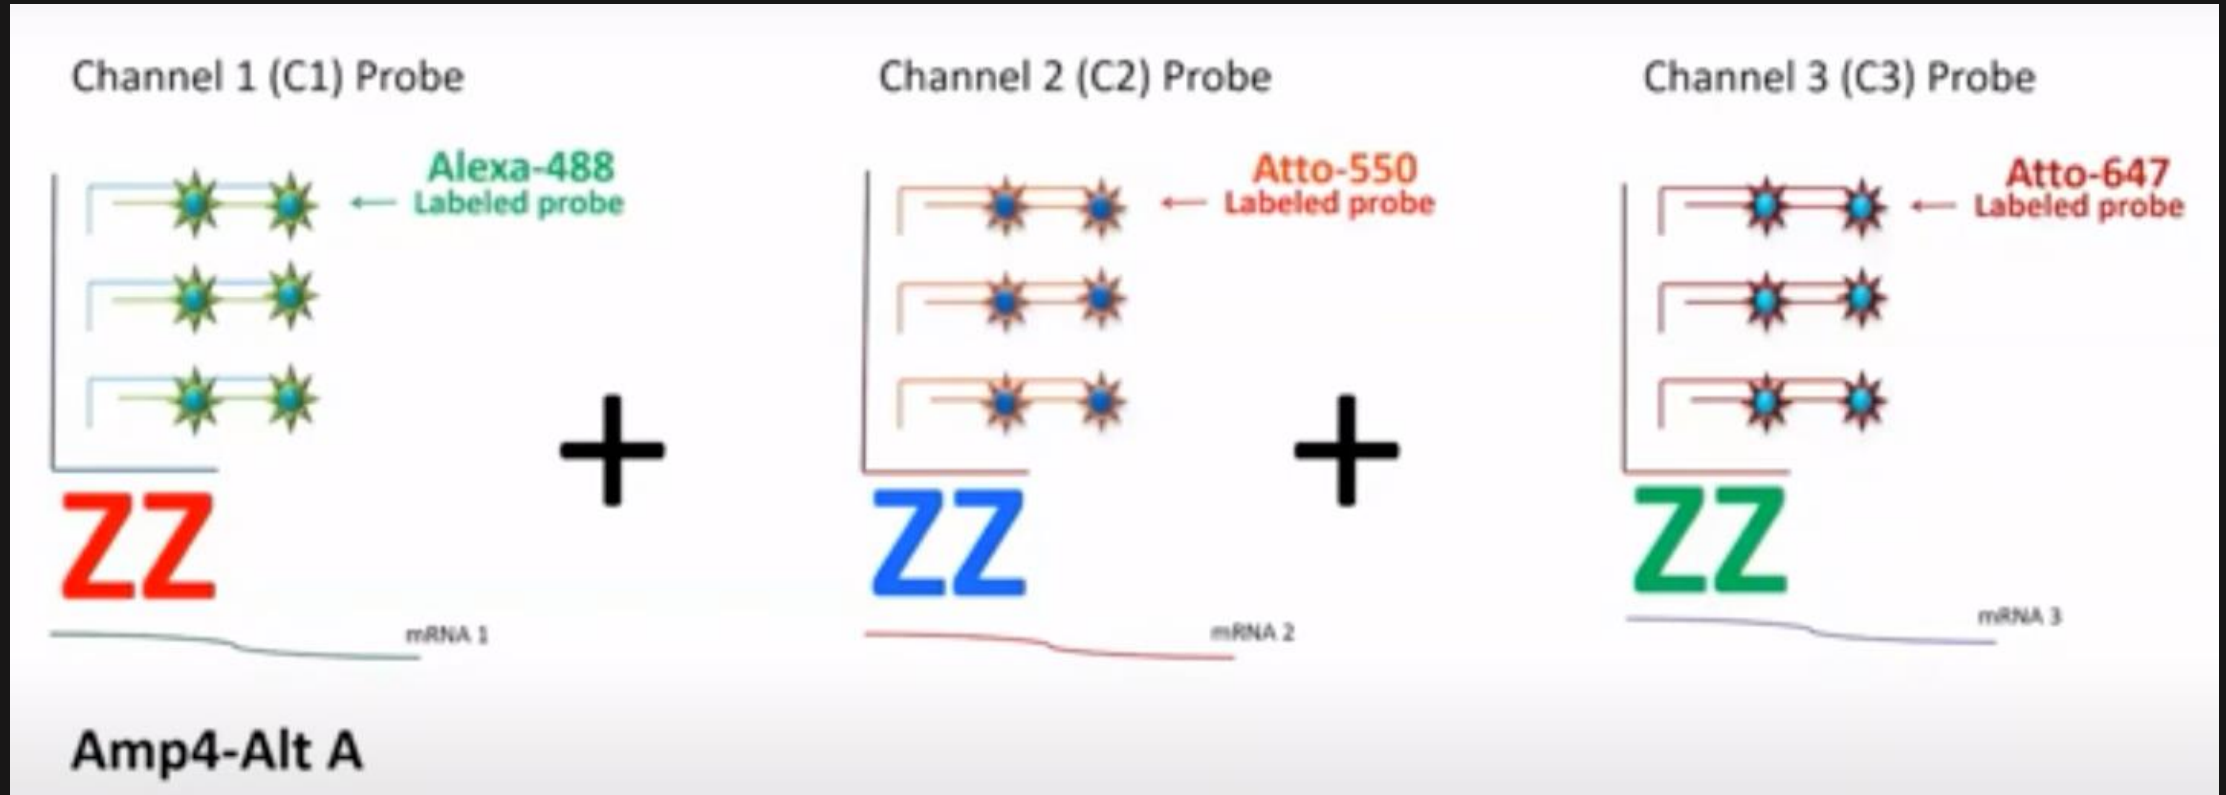 Channel 1 (C1) Probe
Alexa-488
Labeled probe
ZZ
mRNA 1
+
Channel 2 (C2) Probe
Atto-550
Labeled probe
ZZ
mRNA 2
+
Channel 3 (C3) Probe
Atto-647
Labeled probe
ZZ
mRNA 3
Amp4-Alt A